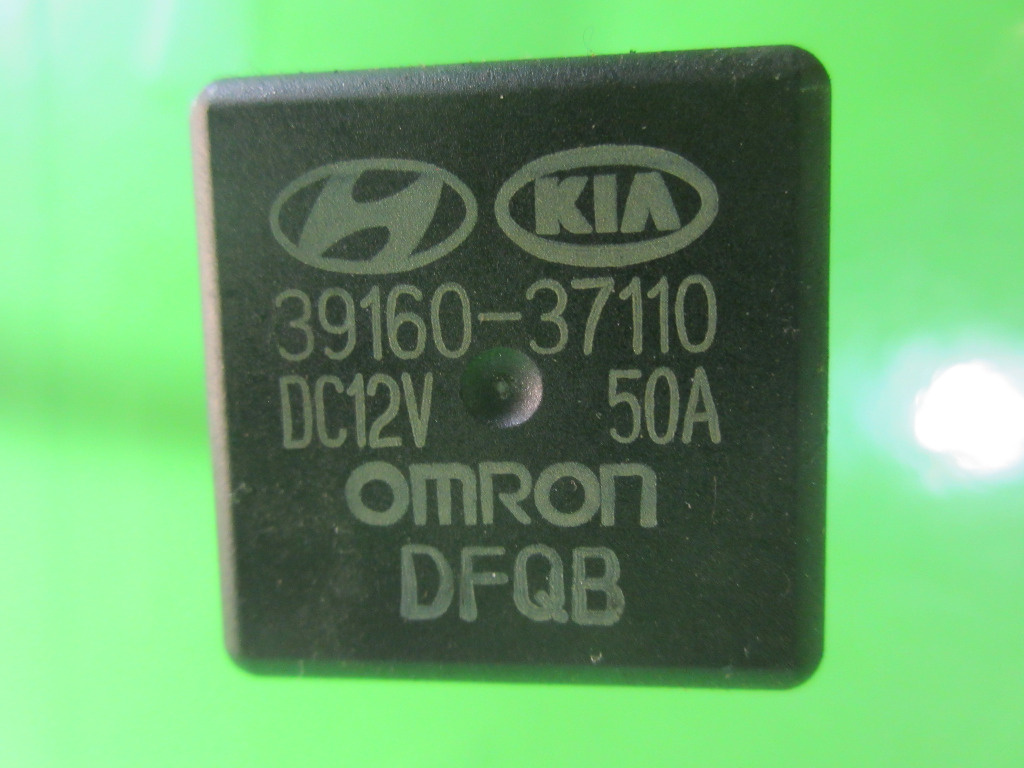 KIA
39160-37110
DC12V 50A
omron
DFQB